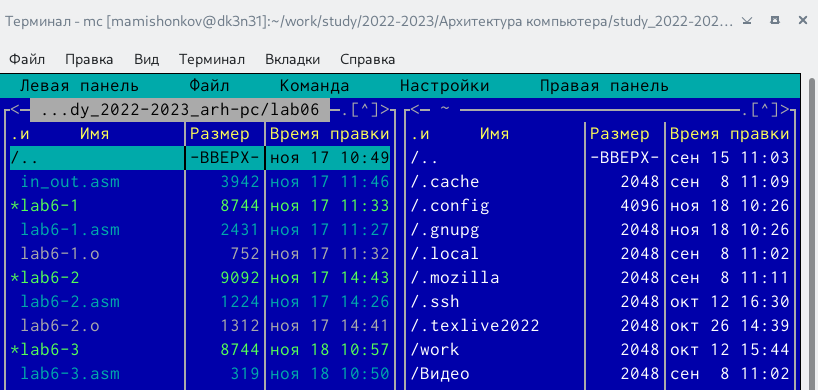 Терминал - mc [mamishonkov@dk3n31]:~/work/study/2022-2023/Архитектура компьютера/study_2022-202...
Файл Правка Вид Терминал Вкладки Справка
Левая панель Файл Команда Настройки Правая панель
<— ...dy_2022-2023_arh-pc/lab06 .[^]> <— ~ .[^]>
.и Имя Размер Время правки .и Имя Размер Время правки
/.. -ВВЕРХ- ноя 17 10:49 /.. -ВВЕРХ- сен 15 11:03
in_out.asm 3942 ноя 17 11:46 /.cache 2048 сен 8 11:09
*lab6-1 8744 ноя 17 11:33 /.config 4096 ноя 18 10:26
lab6-1.asm 2431 ноя 17 11:27 /.gnupg 2048 ноя 18 10:26
lab6-1.o 752 ноя 17 11:32 /.local 2048 сен 8 11:02
*lab6-2 9092 ноя 17 14:43 /.mozilla 2048 сен 8 11:11
lab6-2.asm 1224 ноя 17 14:26 /.ssh 2048 окт 12 16:30
lab6-2.o 1312 ноя 17 14:41 /.texlive2022 2048 окт 26 14:39
*lab6-3 8744 ноя 18 10:57 /work 2048 окт 12 15:44
lab6-3.asm 319 ноя 18 10:50 /Видео 2048 сен 8 11:02